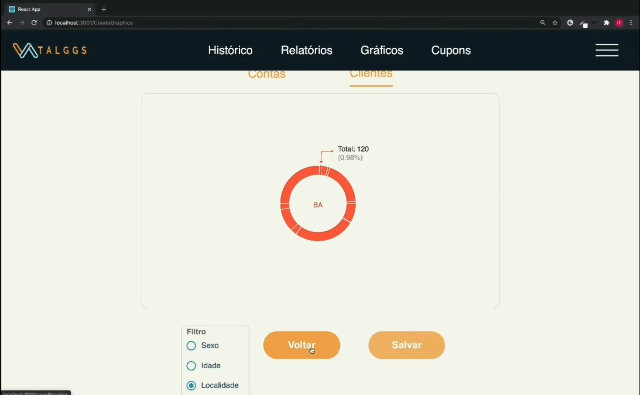 React App
localhost:3001/CreateGraphics
VATALGGS
Histórico Relatórios Gráficos Cupons
Contas Clientes
Total: 120
(0.98%)
BA
Filtro
Sexo
Idade
Localidade
Voltar Salvar